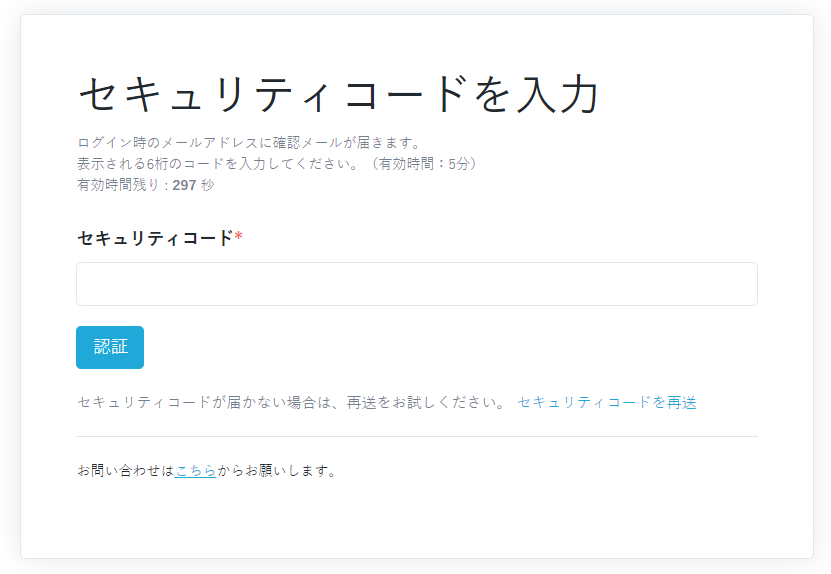 セキュリティコードを入力
ログイン時のメールアドレスに確認メールが届きます。
表示される6桁のコードを入力してください。（有効時間：5分）
有効時間残り : 297 秒
セキュリティコード*
認証
セキュリティコードが届かない場合は、再送をお試しください。 セキュリティコードを再送
お問い合わせはこちらからお願いします。